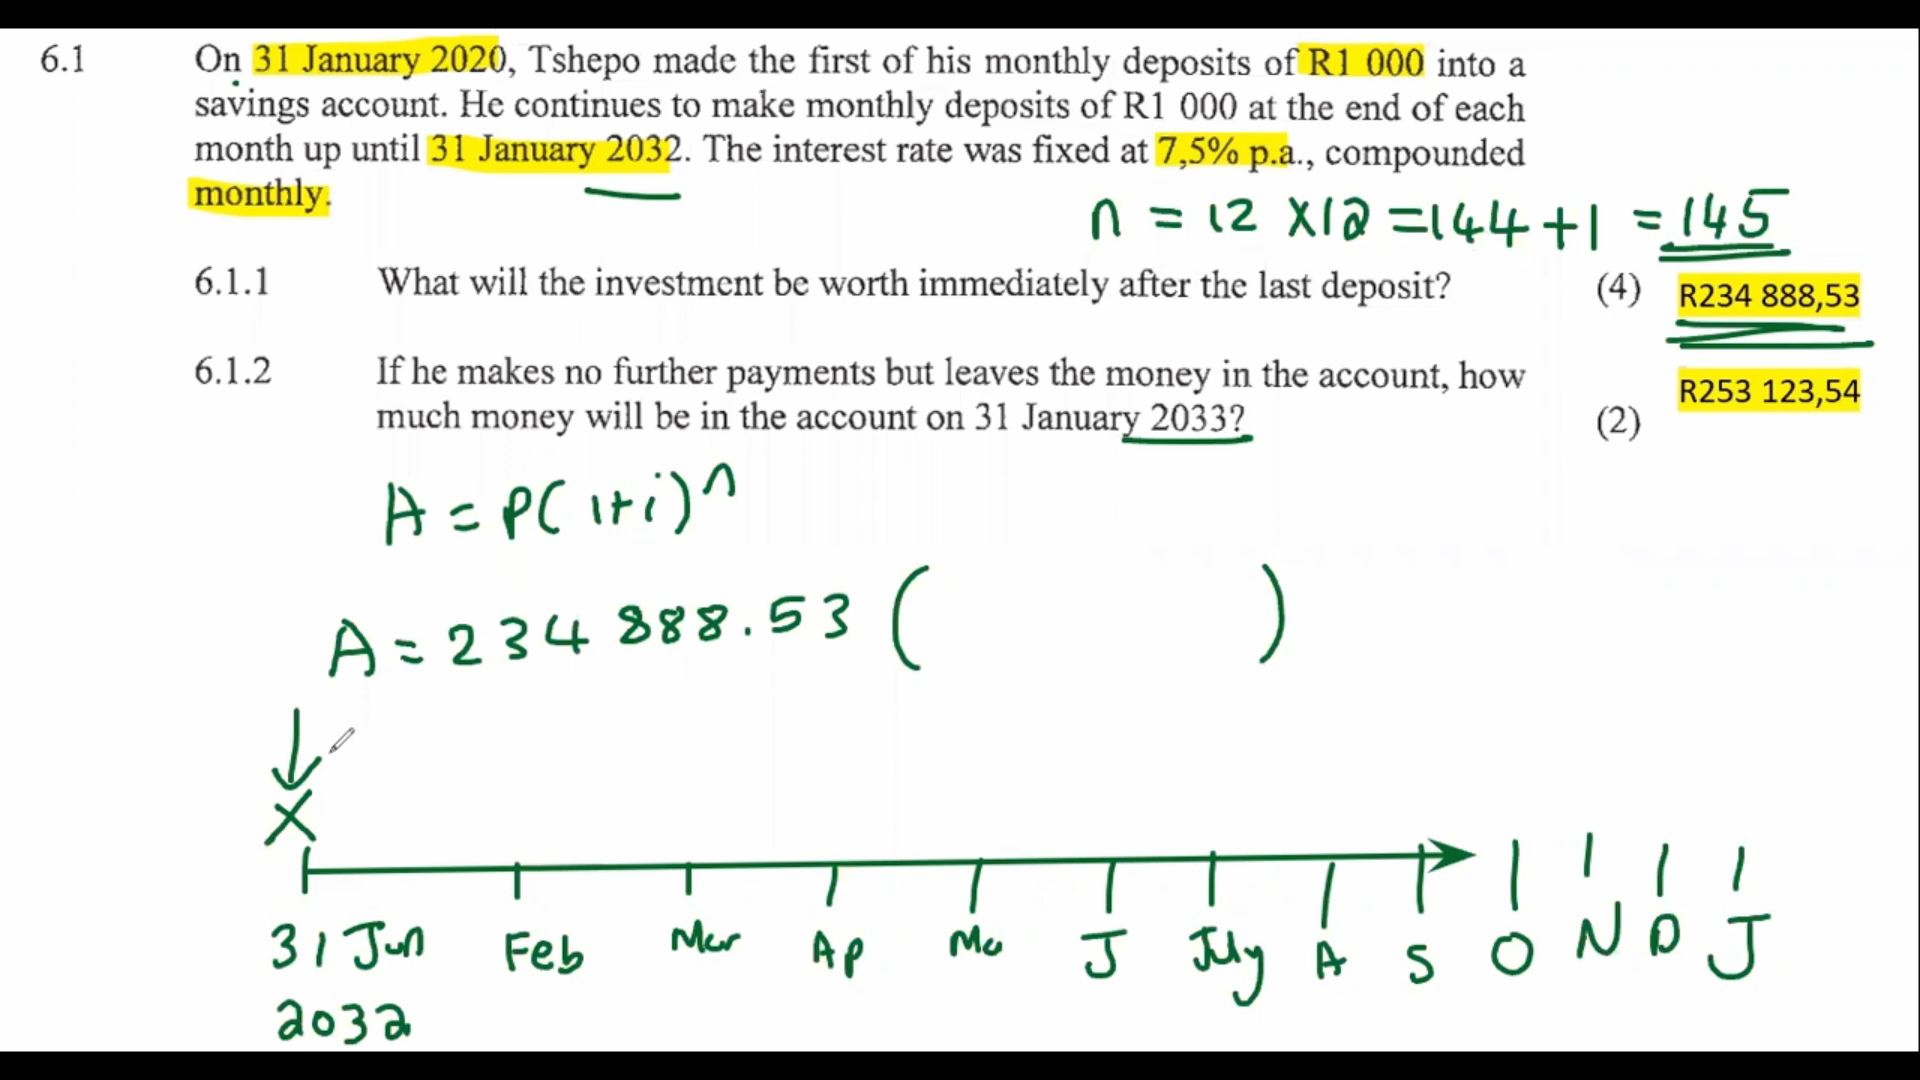 6.1 On 31 January 2020, Tshepo made the first of his monthly deposits of R1 000 into a
savings account. He continues to make monthly deposits of R1 000 at the end of each
month up until 31 January 2032. The interest rate was fixed at 7,5% p.a., compounded
monthly.
n = 12 × 12 = 144 + 1 = 145
6.1.1 What will the investment be worth immediately after the last deposit? (4) R234 888,53
6.1.2 If he makes no further payments but leaves the money in the account, how
much money will be in the account on 31 January 2033? (2)
R253 123,54
A = P(1+i)^n
A = 234 888.53 ( )
X
31 Jan Feb Mar Ap Ma J July A S O N D J
2032